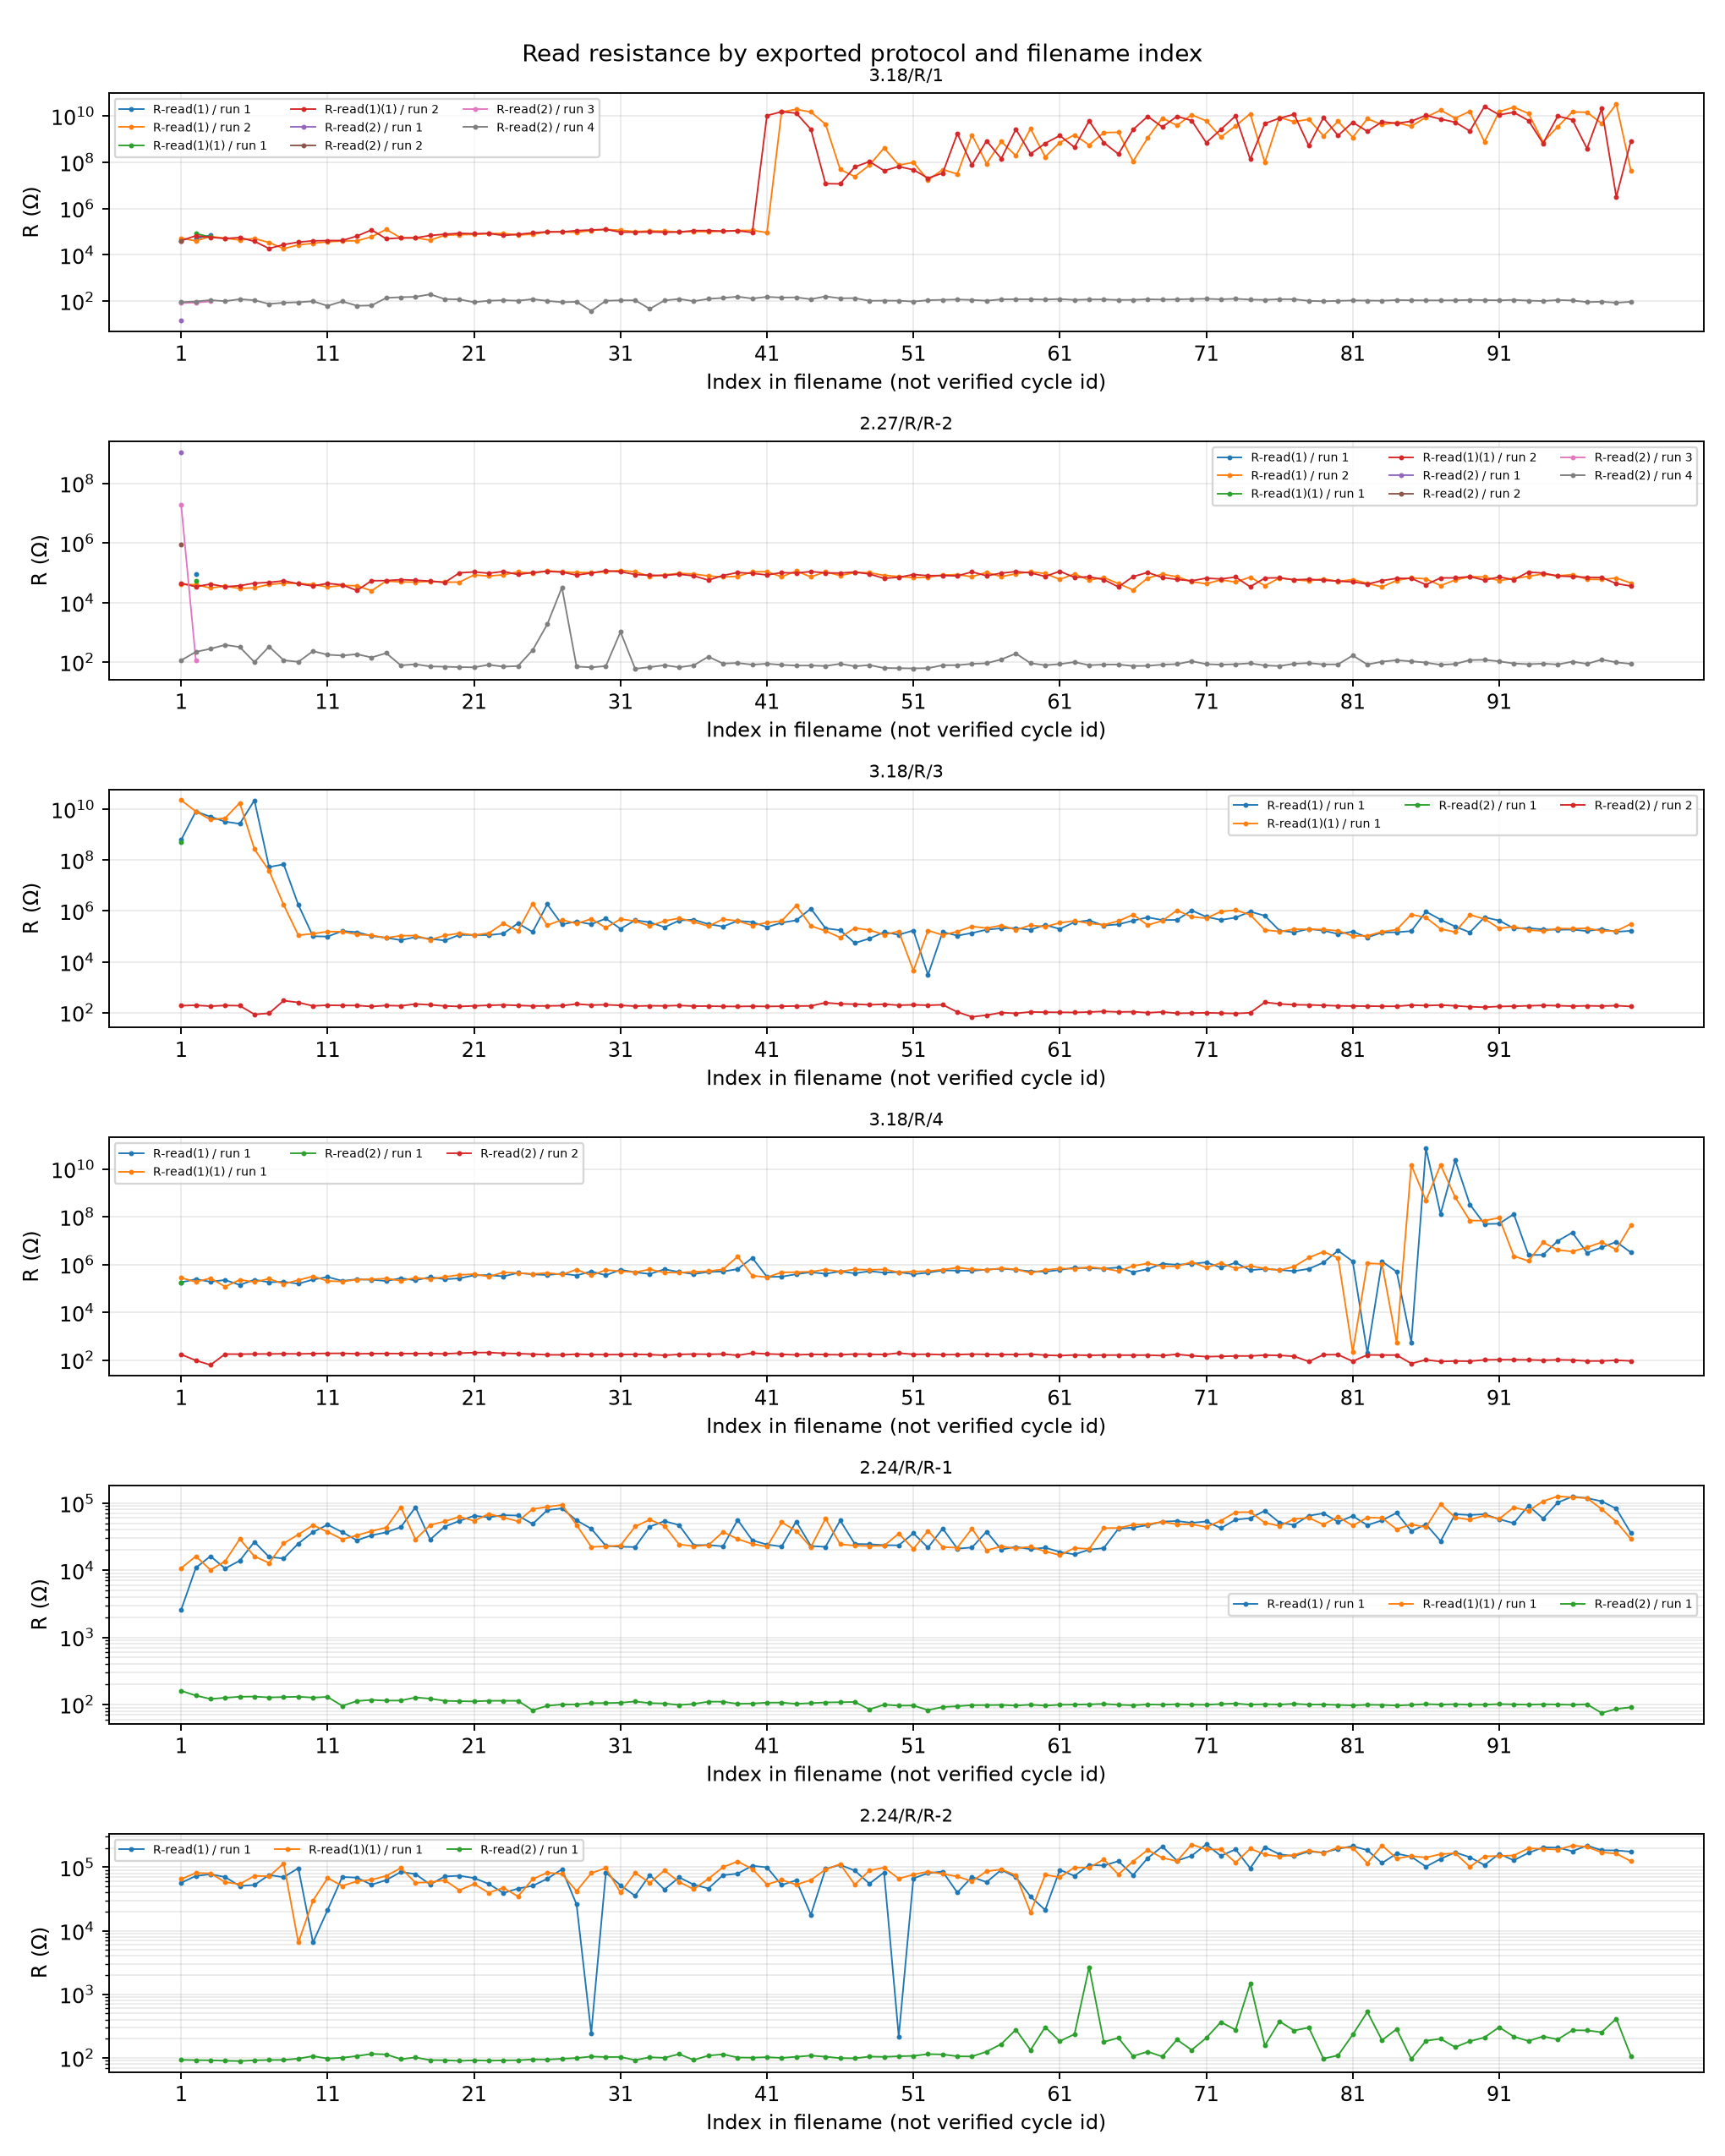 Read resistance by exported protocol and filename index
3.18/R/1
R-read(1) / run 1
R-read(1) / run 2
R-read(1)(1) / run 1
R-read(1)(1) / run 2
R-read(2) / run 1
R-read(2) / run 2
R-read(2) / run 3
R-read(2) / run 4
R (Ω)
10¹⁰
10⁸
10⁶
10⁴
10²
1 11 21 31 41 51 61 71 81 91
Index in filename (not verified cycle id)
2.27/R/R-2
R-read(1) / run 1
R-read(1) / run 2
R-read(1)(1) / run 1
R-read(1)(1) / run 2
R-read(2) / run 1
R-read(2) / run 2
R-read(2) / run 3
R-read(2) / run 4
R (Ω)
10⁸
10⁶
10⁴
10²
1 11 21 31 41 51 61 71 81 91
Index in filename (not verified cycle id)
3.18/R/3
R-read(1) / run 1
R-read(1)(1) / run 1
R-read(2) / run 1
R-read(2) / run 2
R (Ω)
10¹⁰
10⁸
10⁶
10⁴
10²
1 11 21 31 41 51 61 71 81 91
Index in filename (not verified cycle id)
3.18/R/4
R-read(1) / run 1
R-read(1)(1) / run 1
R-read(2) / run 1
R-read(2) / run 2
R (Ω)
10¹⁰
10⁸
10⁶
10⁴
10²
1 11 21 31 41 51 61 71 81 91
Index in filename (not verified cycle id)
2.24/R/R-1
R-read(1) / run 1
R-read(1)(1) / run 1
R-read(2) / run 1
R (Ω)
10⁵
10⁴
10³
10²
1 11 21 31 41 51 61 71 81 91
Index in filename (not verified cycle id)
2.24/R/R-2
R-read(1) / run 1
R-read(1)(1) / run 1
R-read(2) / run 1
R (Ω)
10⁵
10⁴
10³
10²
1 11 21 31 41 51 61 71 81 91
Index in filename (not verified cycle id)